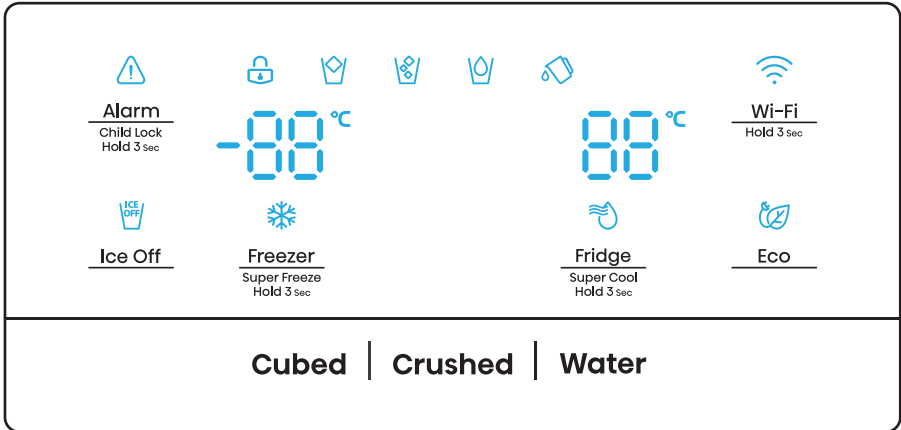 Alarm
Child Lock
Hold 3 Sec
-88 °C
88 °C
Wi-Fi
Hold 3 Sec
ICE
OFF
Ice Off
Freezer
Super Freeze
Hold 3 Sec
Fridge
Super Cool
Hold 3 Sec
Eco
Cubed | Crushed | Water